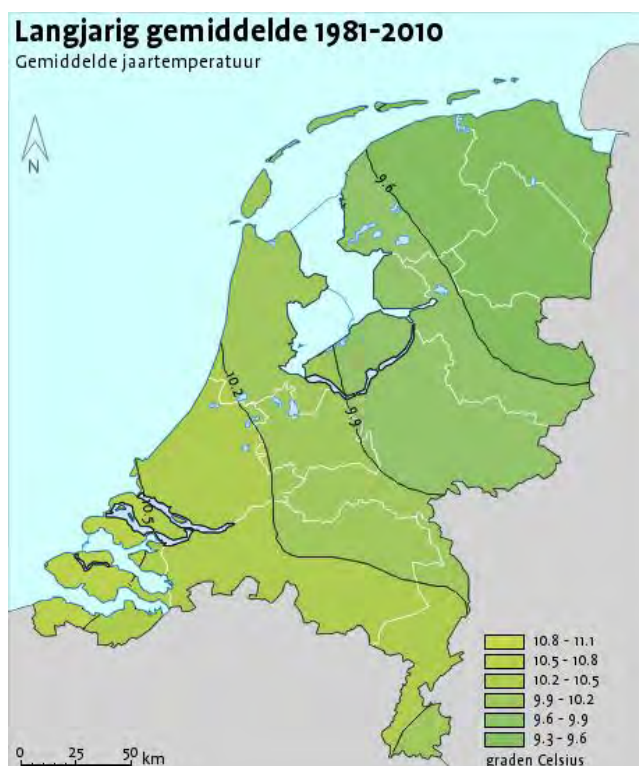 Langjarig gemiddelde 1981-2010
Gemiddelde jaartemperatuur
N
9.6
10.2
9.9
10.5
10.8 - 11.1
10.5 - 10.8
10.2 - 10.5
9.9 - 10.2
9.6 - 9.9
9.3 - 9.6
graden Celsius
0 25 50 km